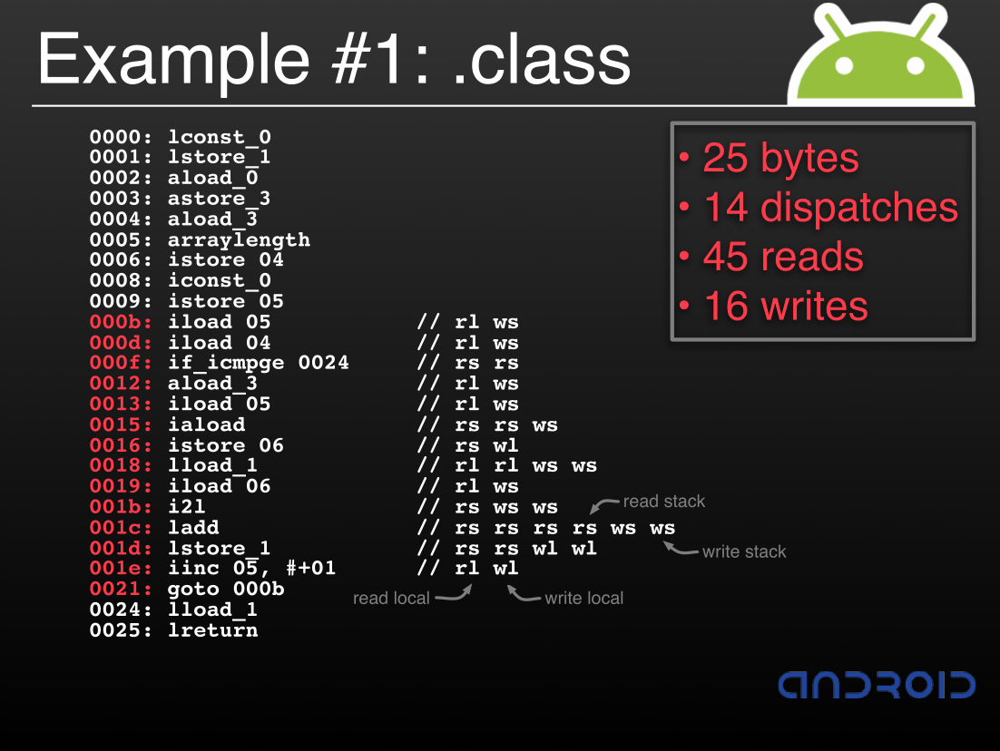 Example #1: .class
0000: lconst_0
0001: lstore_1
0002: aload_0
0003: astore_3
0004: aload_3
0005: arraylength
0006: istore 04
0008: iconst_0
0009: istore 05
000b: iload 05 // rl ws
000d: iload 04 // rl ws
000f: if_icmpge 0024 // rs rs
0012: aload_3 // rl ws
0013: iload 05 // rl ws
0015: iaload // rs rs ws
0016: istore 06 // rs wl
0018: lload_1 // rl rl ws ws
0019: iload 06 // rl ws
001b: i2l // rs ws ws
001c: ladd // rs rs rs rs ws ws
001d: lstore_1 // rs rs wl wl
001e: iinc 05, #+01 // rl wl
0021: goto 000b
0024: lload_1
0025: lreturn
• 25 bytes
• 14 dispatches
• 45 reads
• 16 writes
read stack
write stack
read local
write local
ANDROID